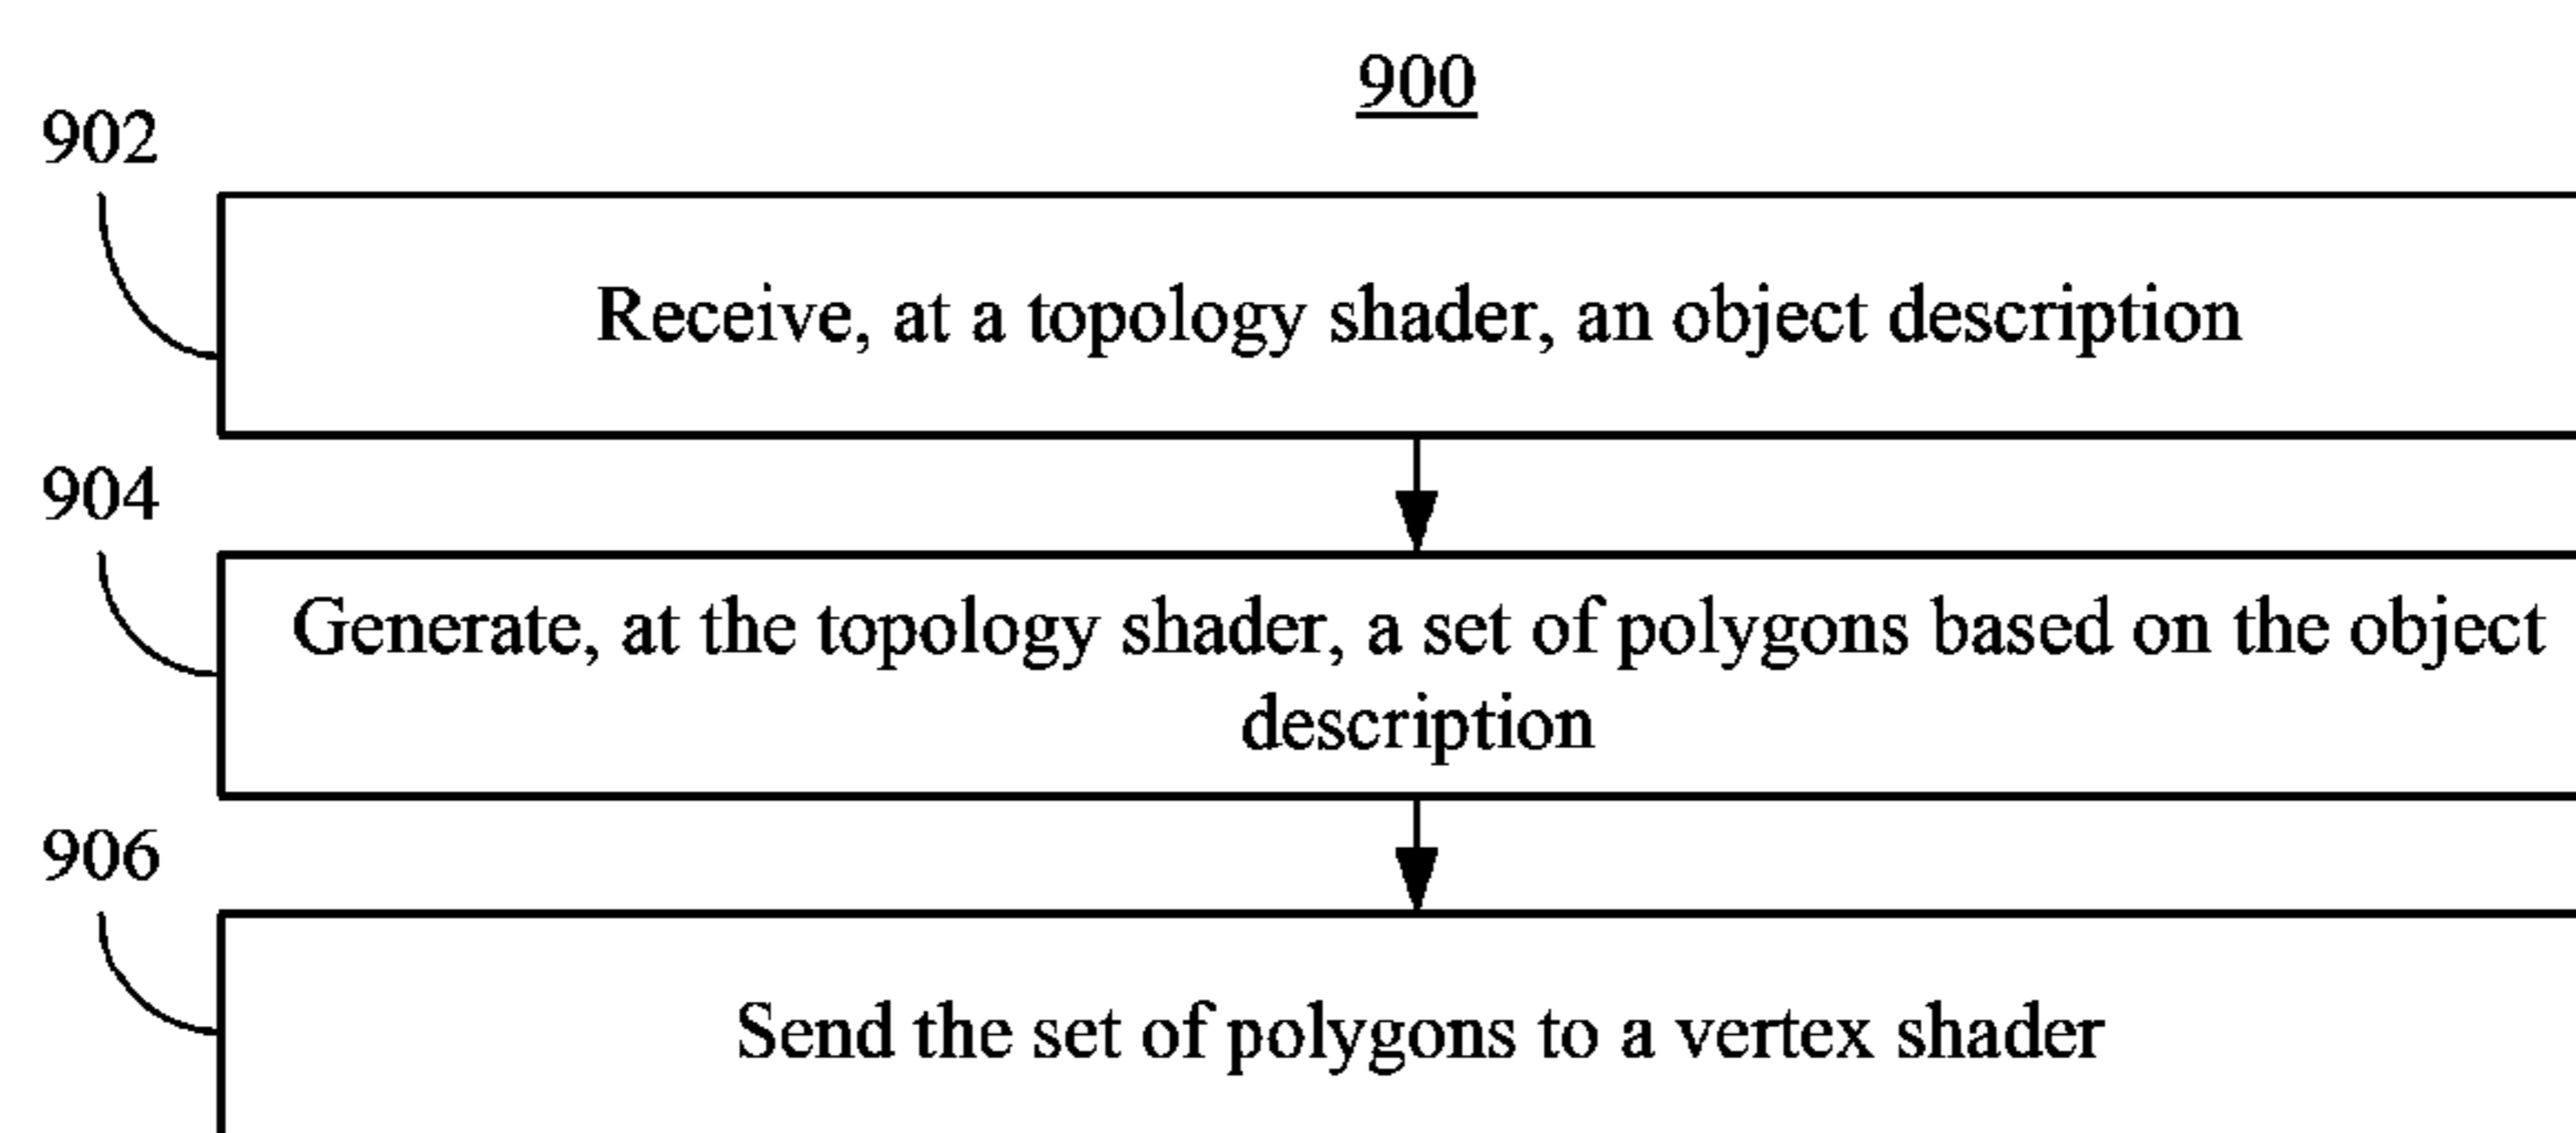 900
902
Receive, at a topology shader, an object description
904
Generate, at the topology shader, a set of polygons based on the object
description
906
Send the set of polygons to a vertex shader